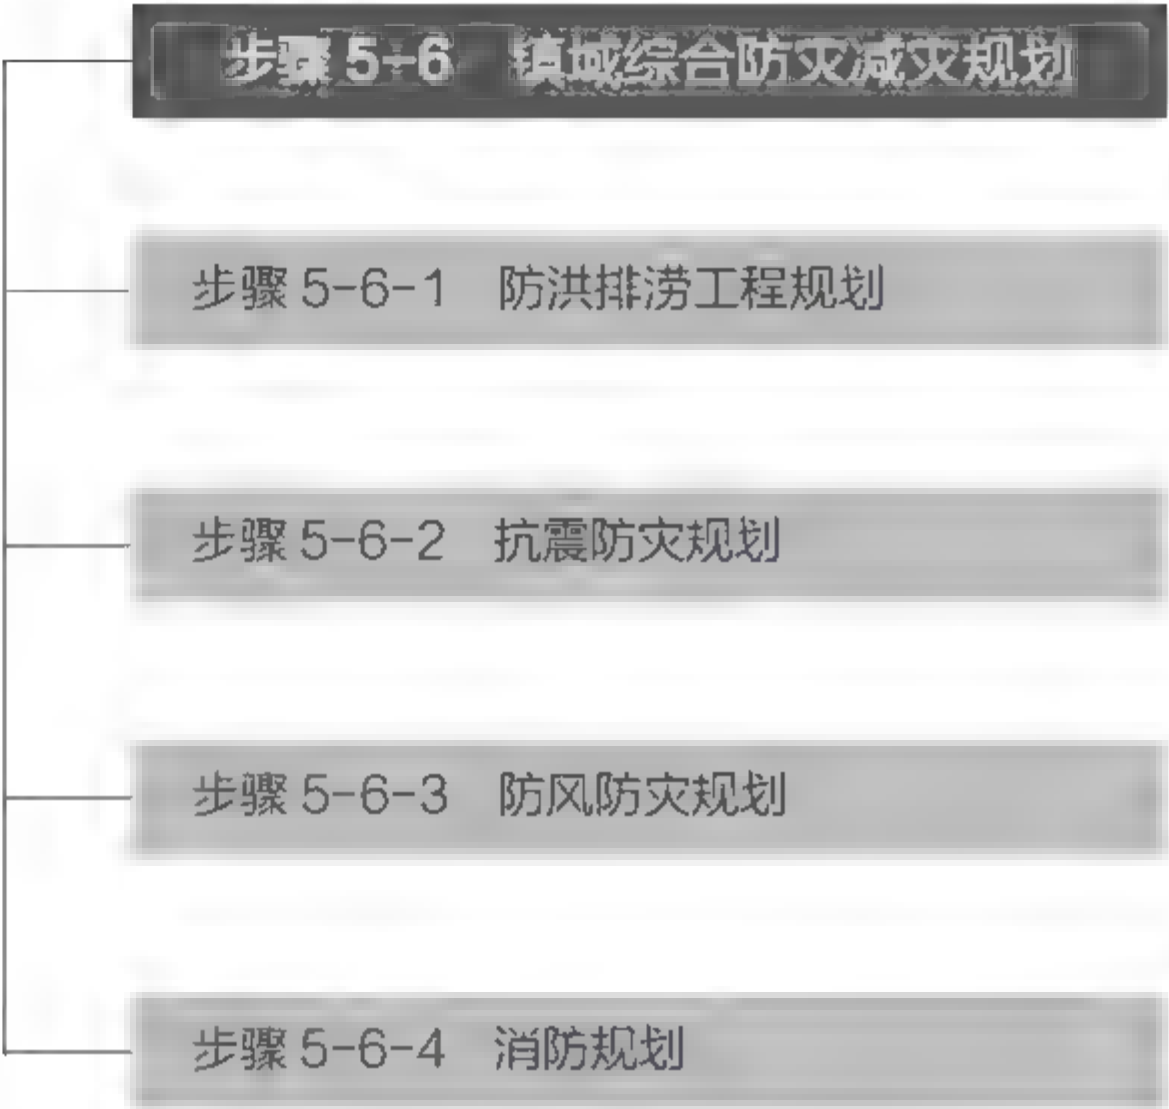 步骤 5-6 镇域综合防灾减灾规划
步骤 5-6-1 防洪排涝工程规划
步骤 5-6-2 抗震防灾规划
步骤 5-6-3 防风防灾规划
步骤 5-6-4 消防规划